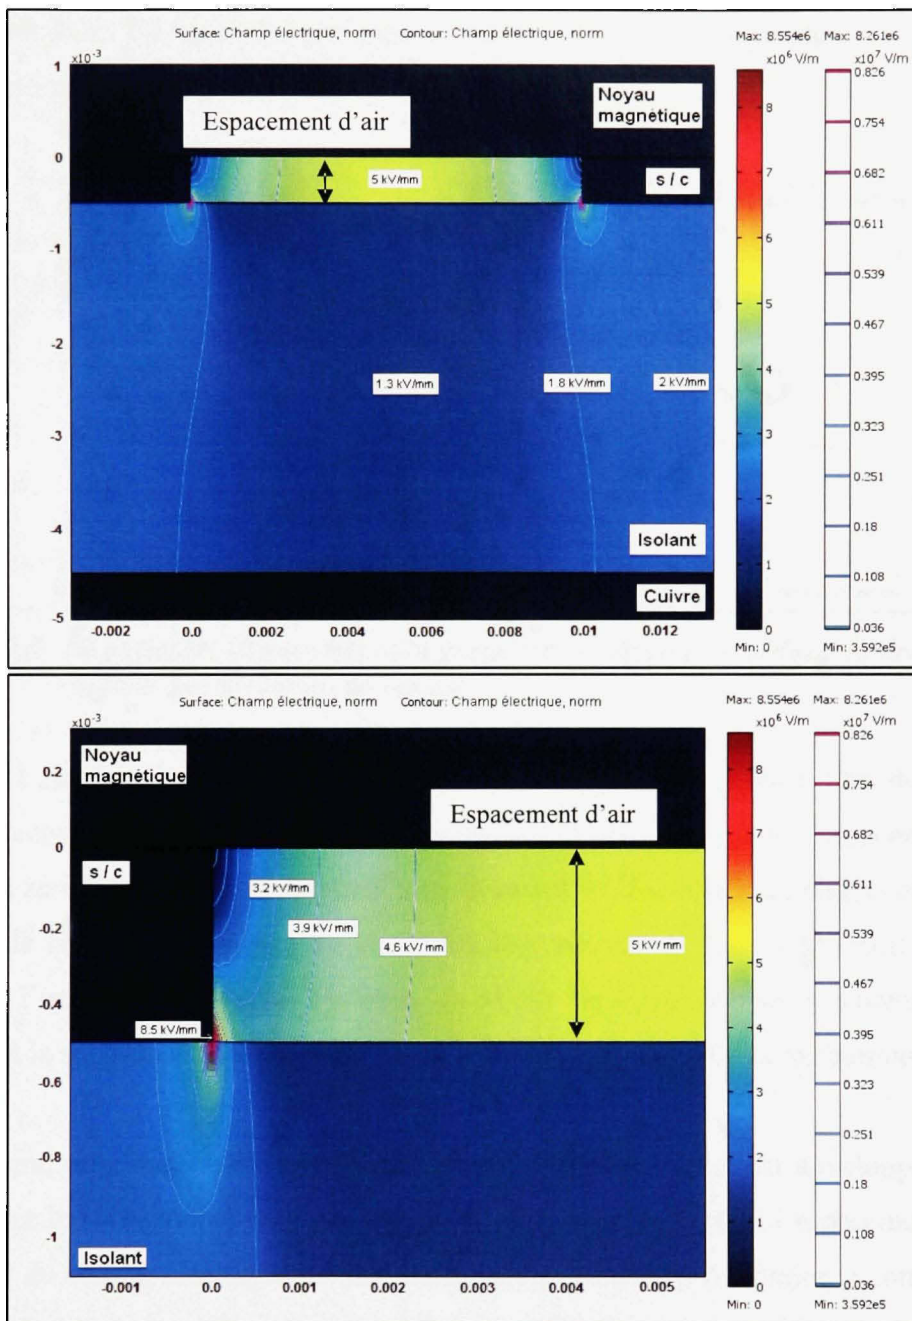 Surface: Champ électrique, norm Contour: Champ électrique, norm
Max: 8.554e6 Max: 8.261e6
x10⁻³
x10⁶ V/m x10⁷ V/m
1
0
-1
-2
-3
-4
-5
Espacement d'air
Noyau
magnétique
5 kV/mm
s / c
1.3 kV/mm
1.8 kV/mm
2 kV/mm
Isolant
Cuivre
-0.002 0.0 0.002 0.004 0.006 0.008 0.01 0.012
8
7
6
5
4
3
2
1
0
Min: 0
0.826
0.754
0.682
0.611
0.539
0.467
0.395
0.323
0.251
0.18
0.108
0.036
Min: 3.592e5
Surface: Champ électrique, norm Contour: Champ électrique, norm
Max: 8.554e6 Max: 8.261e6
x10⁻³
x10⁶ V/m x10⁷ V/m
0.2
0
-0.2
-0.4
-0.6
-0.8
-1
Noyau
magnétique
Espacement d'air
s / c
3.2 kV/mm
3.9 kV/mm
4.6 kV/mm
5 kV/mm
8.5 kV/mm
Isolant
-0.001 0.0 0.001 0.002 0.003 0.004 0.005
8
7
6
5
4
3
2
1
0
Min: 0
0.826
0.754
0.682
0.611
0.539
0.467
0.395
0.323
0.251
0.18
0.108
0.036
Min: 3.592e5